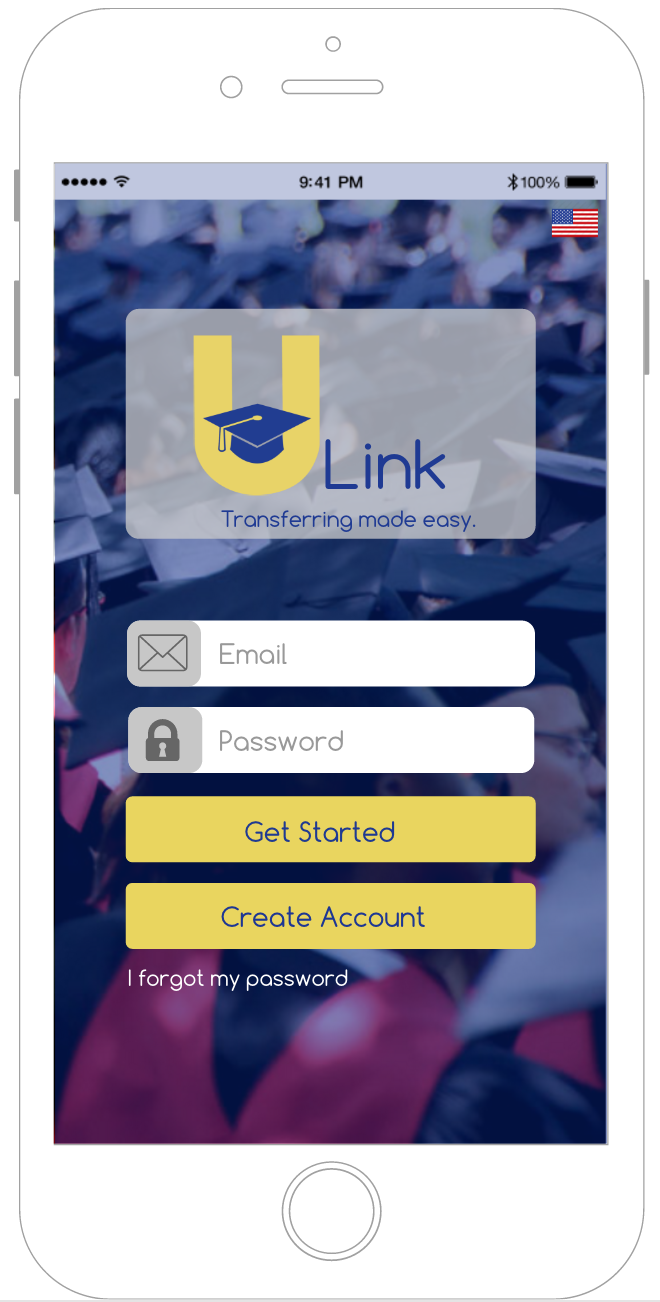 9:41 PM
100%
U Link
Transferring made easy.
Email
Password
Get Started
Create Account
I forgot my password